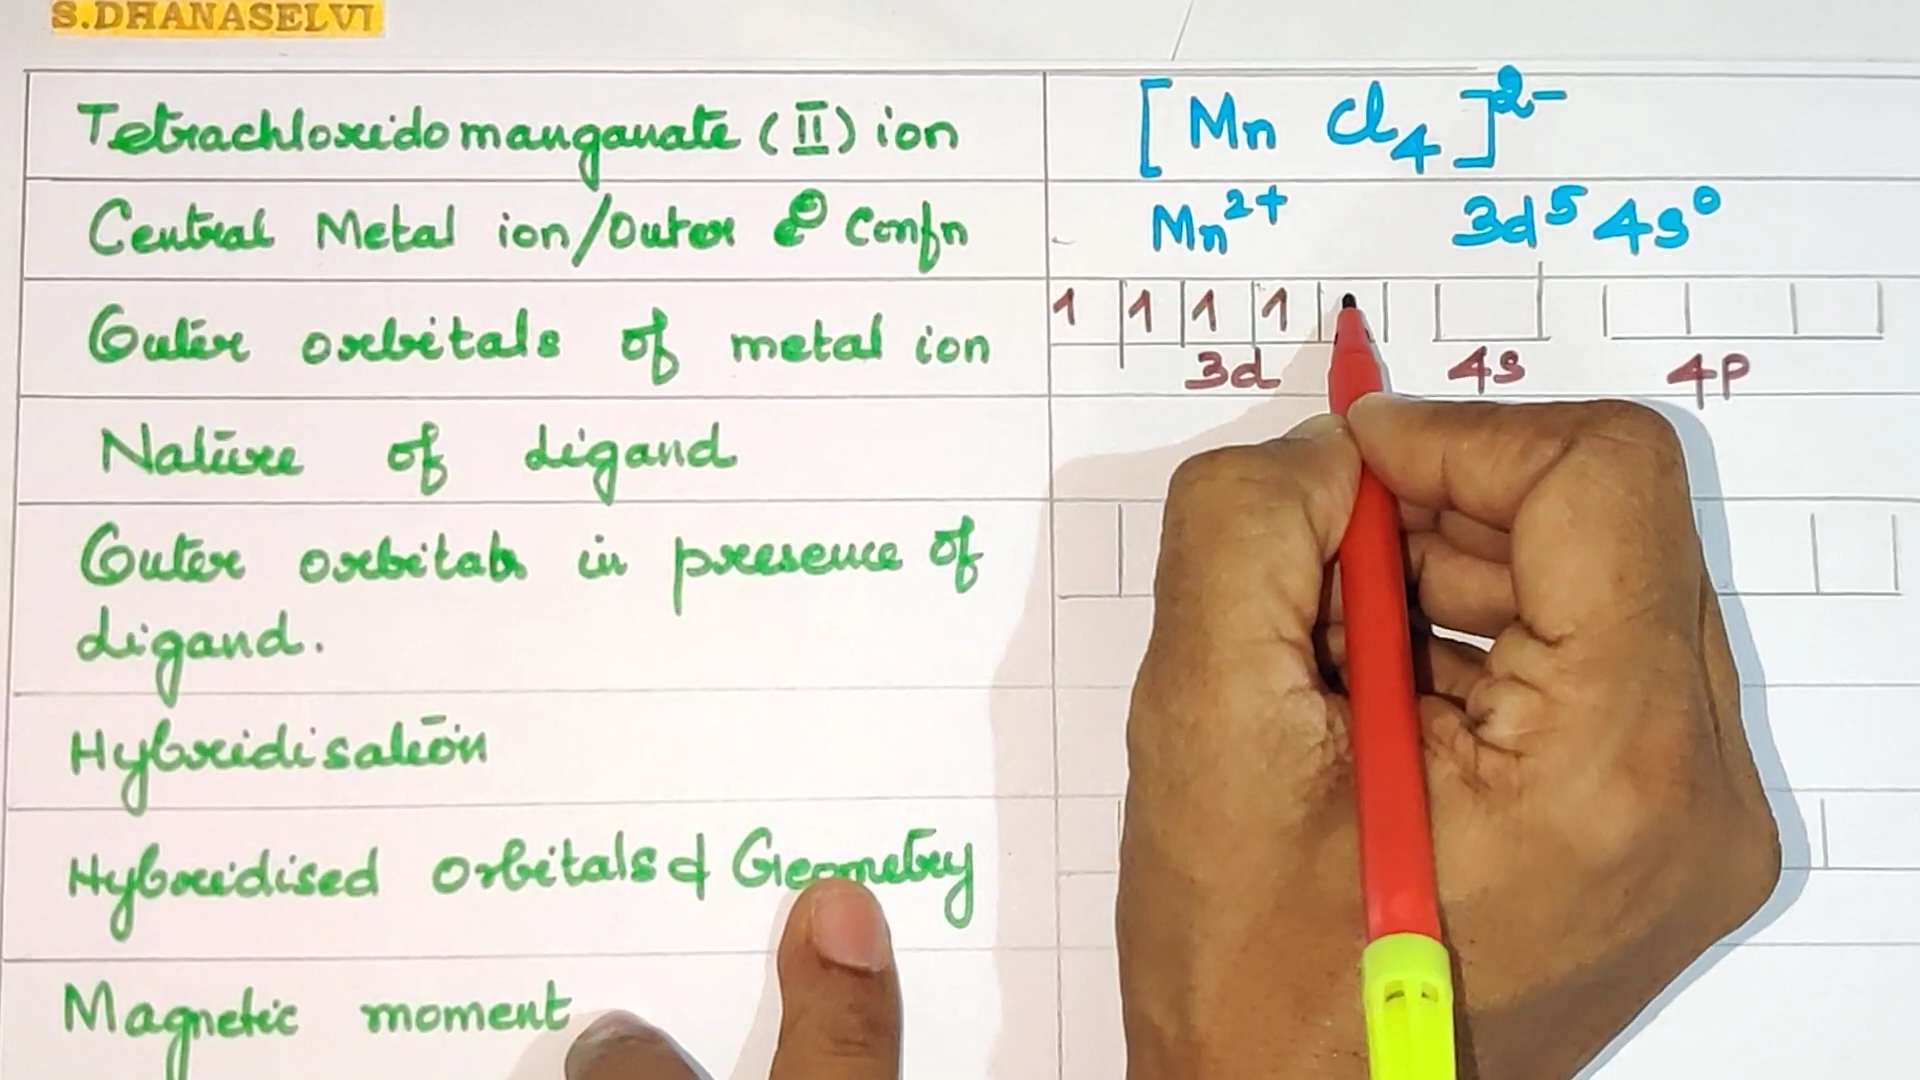 S.DHANASELVI
Tetrachloridomanganate (II) ion
[Mn Cl4]2-
Central Metal ion/Outer e⊖ Confn
Mn2+ 3d5 4s0
Outer orbitals of metal ion
1 1 1 1
3d 4s 4p
Nature of ligand
Outer orbitals in presence of
ligand.
Hybridisation
Hybridised orbitals & Geometry
Magnetic moment